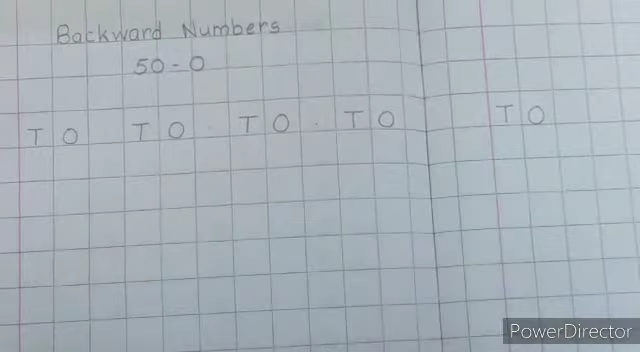 Backward Numbers
50-0
T O T O T O T O T O
PowerDirector